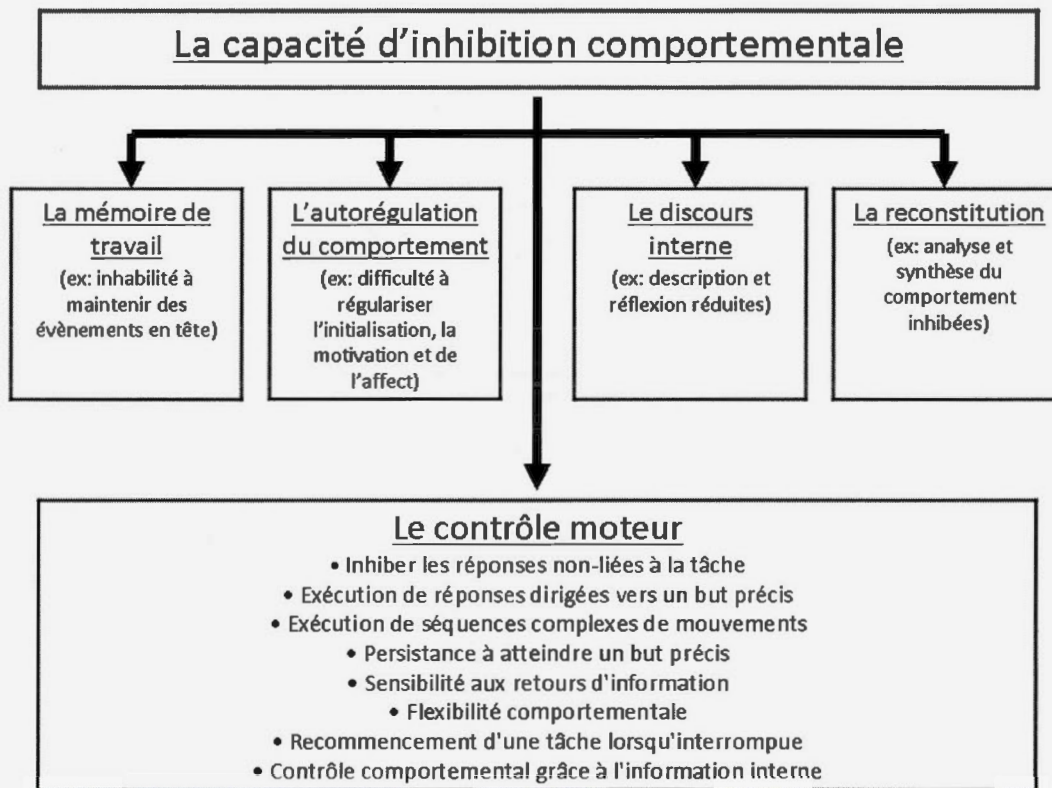 La capacité d'inhibition comportementale
La mémoire de
travail
(ex: inhabilité à
maintenir des
évènements en tête)
L'autorégulation
du comportement
(ex: difficulté à
régulariser
l'initialisation, la
motivation et de
l'affect)
Le discours
interne
(ex: description et
réflexion réduites)
La reconstitution
(ex: analyse et
synthèse du
comportement
inhibées)
Le contrôle moteur
• Inhiber les réponses non-liées à la tâche
• Exécution de réponses dirigées vers un but précis
• Exécution de séquences complexes de mouvements
• Persistance à atteindre un but précis
• Sensibilité aux retours d'information
• Flexibilité comportementale
• Recommencement d'une tâche lorsqu'interrompue
• Contrôle comportemental grâce à l'information interne